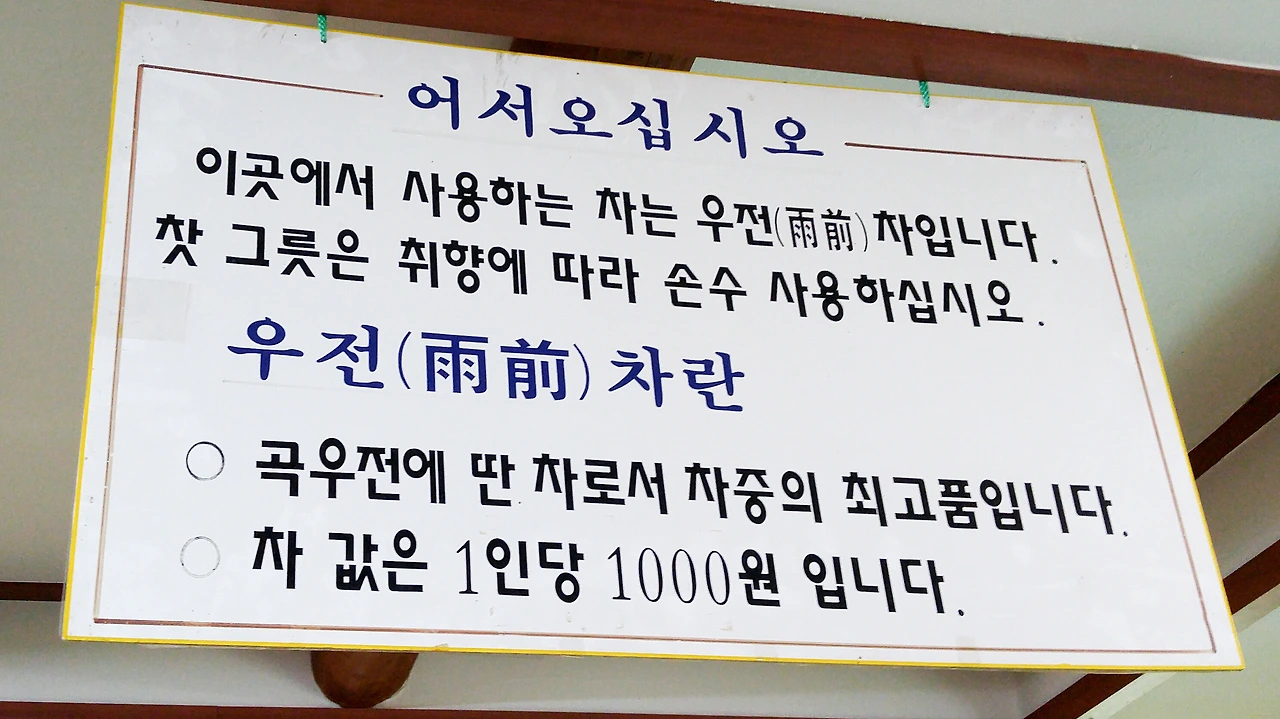 어서오십시오
이곳에서 사용하는 차는 우전(雨前)차입니다.
찻 그릇은 취향에 따라 손수 사용하십시오.
우전(雨前)차란
○ 곡우전에 딴 차로서 차중의 최고품입니다.
○ 차 값은 1인당 1000원 입니다.